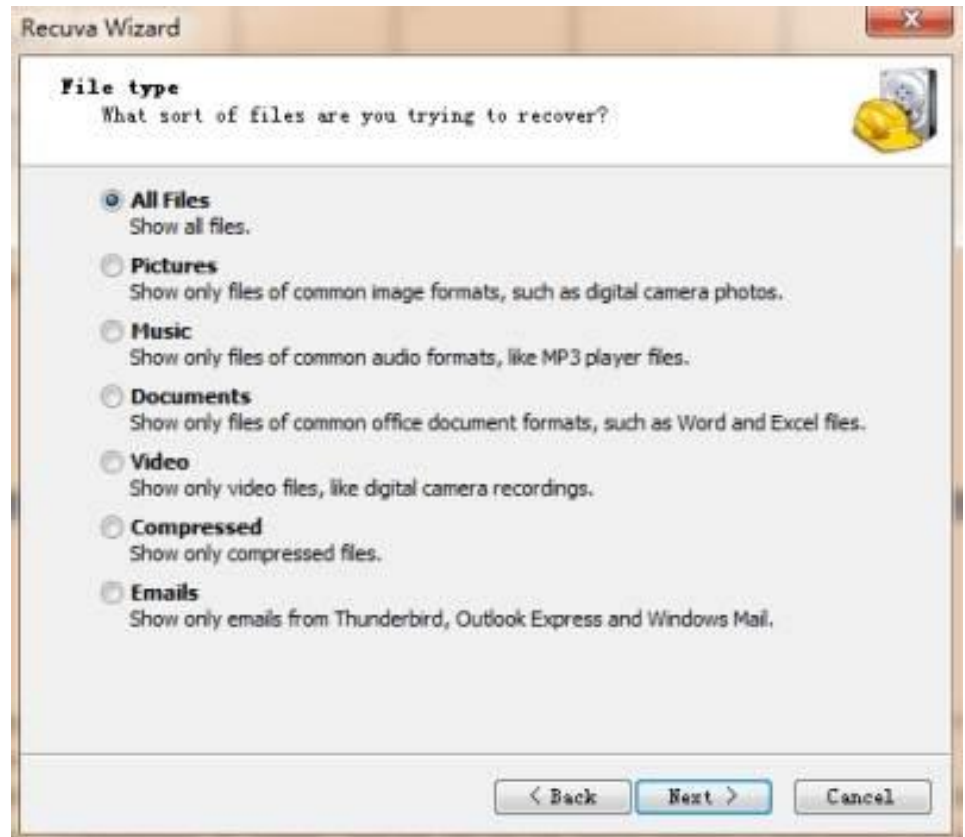 Recuva Wizard
File type
What sort of files are you trying to recover?
All Files
Show all files.
Pictures
Show only files of common image formats, such as digital camera photos.
Music
Show only files of common audio formats, like MP3 player files.
Documents
Show only files of common office document formats, such as Word and Excel files.
Video
Show only video files, like digital camera recordings.
Compressed
Show only compressed files.
Emails
Show only emails from Thunderbird, Outlook Express and Windows Mail.
< Back Next > Cancel